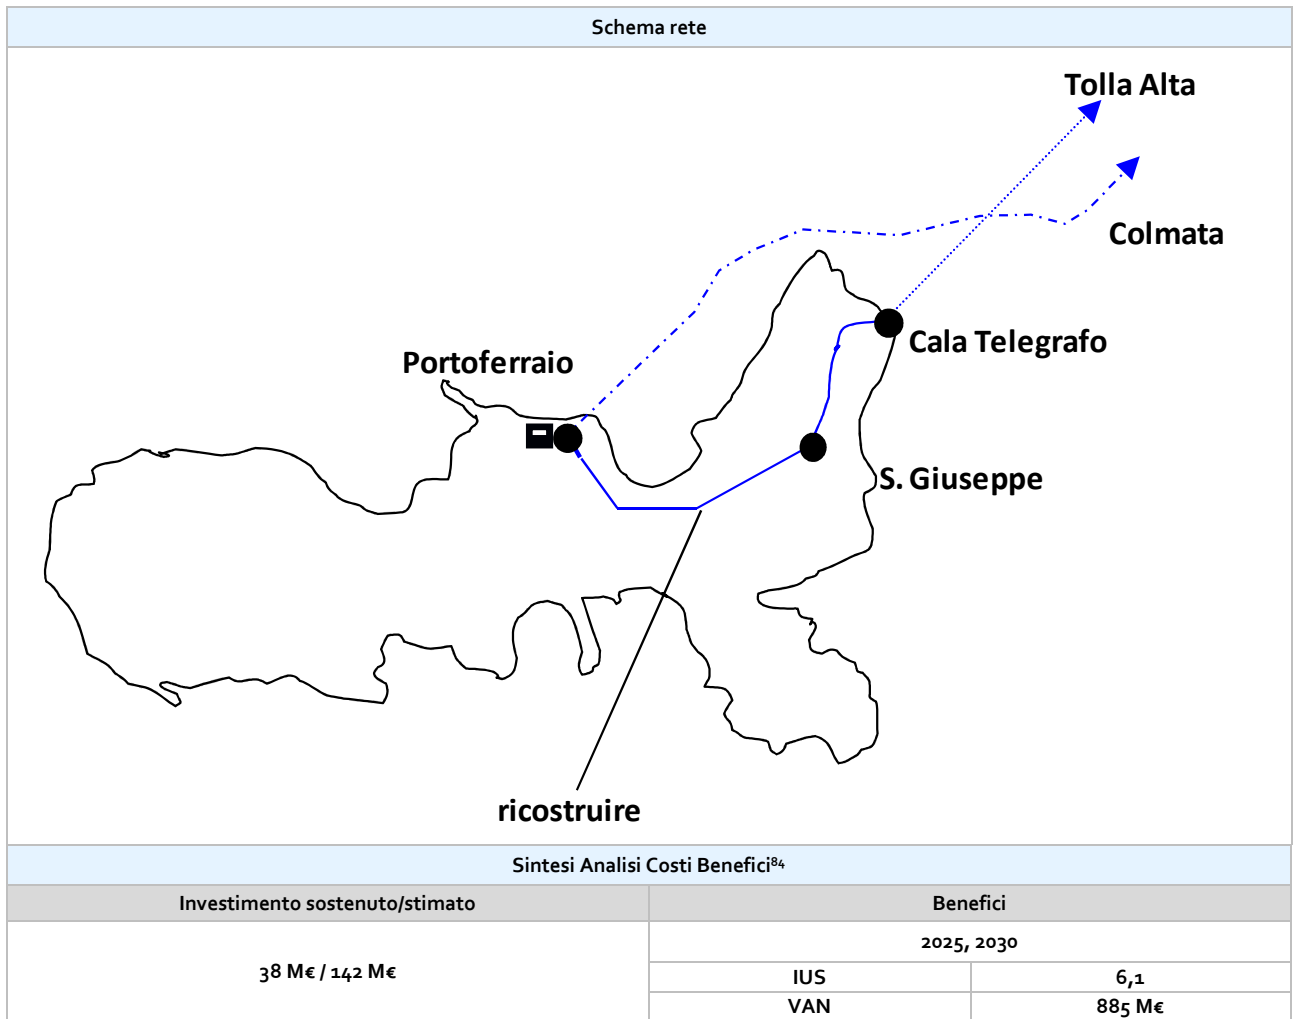 Schema rete
Tolla Alta
Colmata
Cala Telegrafo
Portoferraio
S. Giuseppe
ricostruire
Sintesi Analisi Costi Benefici⁸⁴
Investimento sostenuto/stimato
Benefici
38 M€ / 142 M€
2025, 2030
IUS
6,1
VAN
885 M€